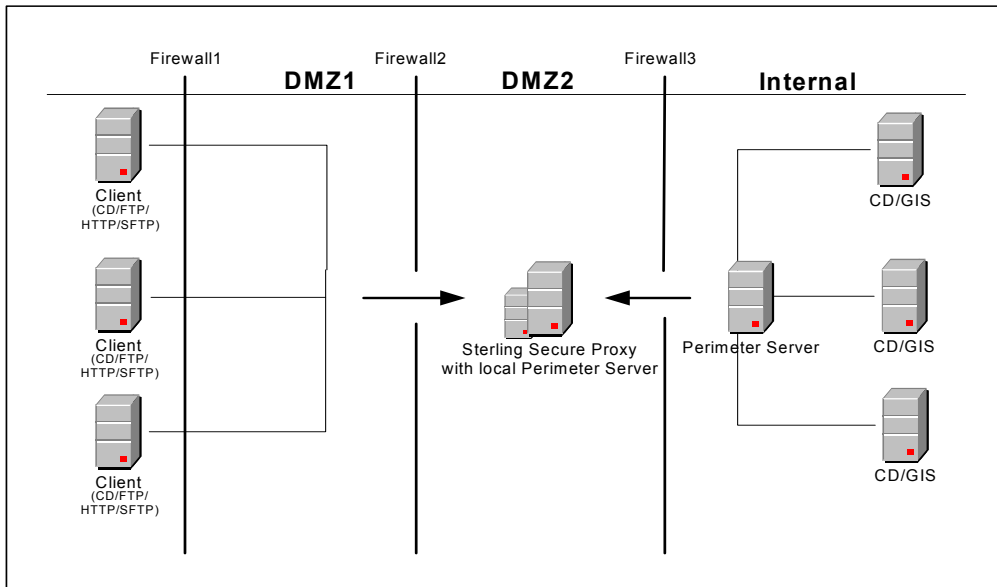 Firewall1
Firewall2
Firewall3
DMZ1
DMZ2
Internal
Client
(CD/FTP/
HTTP/SFTP)
CD/GIS
Client
(CD/FTP/
HTTP/SFTP)
Sterling Secure Proxy
with local Perimeter Server
Perimeter Server
CD/GIS
Client
(CD/FTP/
HTTP/SFTP)
CD/GIS